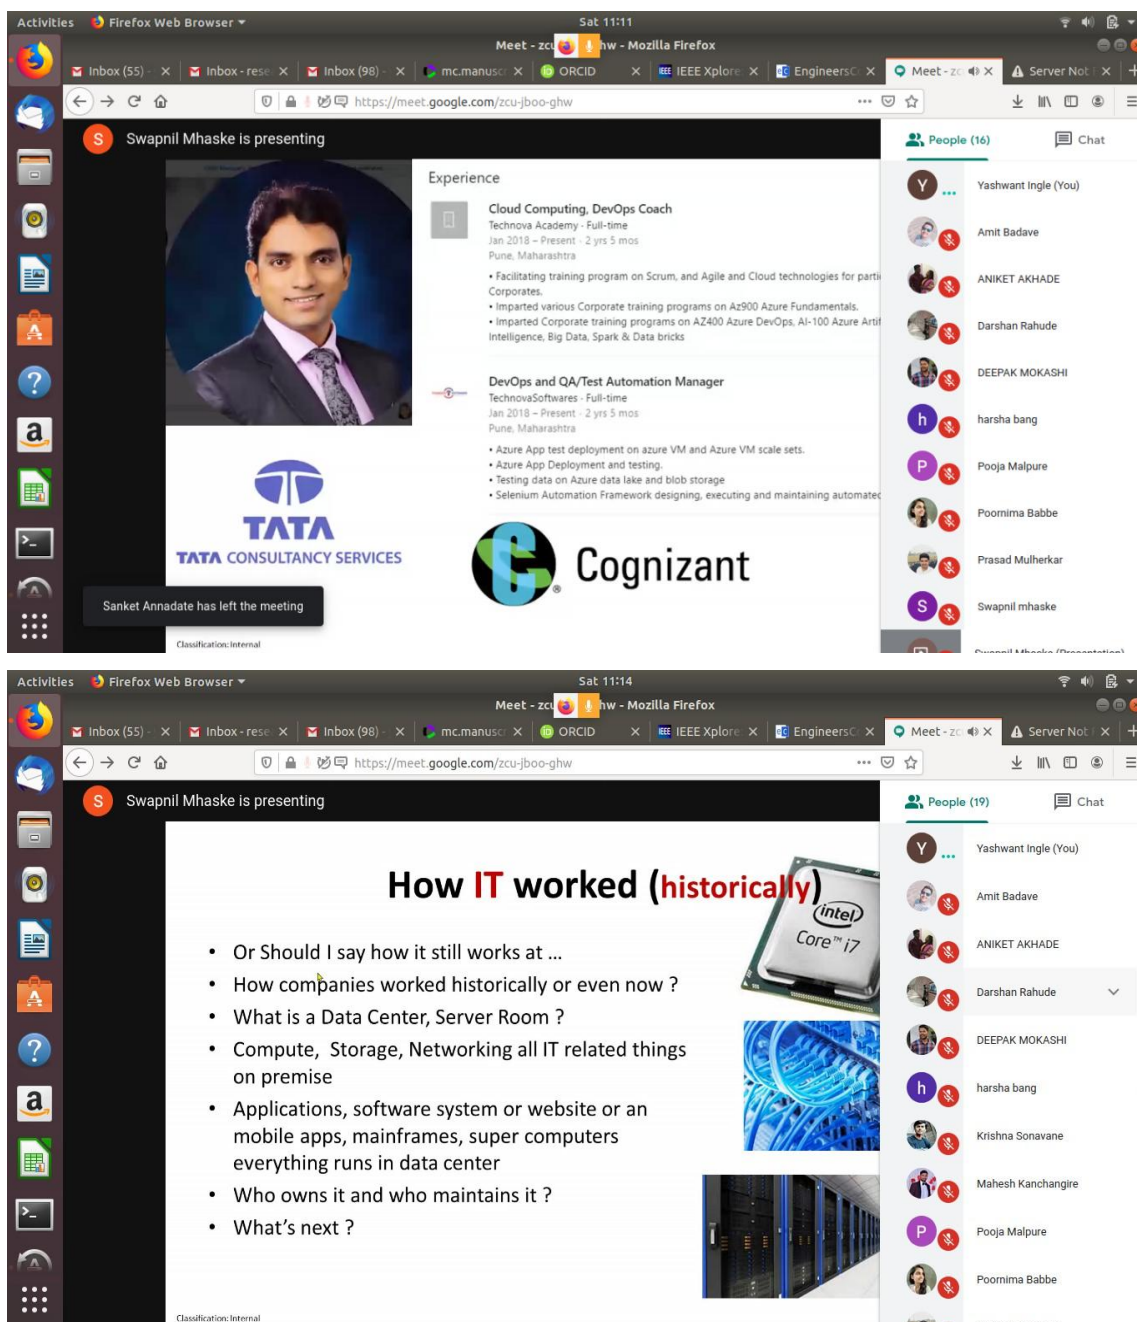 Activities Firefox Web Browser Sat 11:11
Meet - zcu hw - Mozilla Firefox
Inbox (55) - Inbox - rese Inbox (98) - mc.manusc ORCID IEEE Xplore EngineersC Meet - zc Server Not
https://meet.google.com/zcu-jboo-ghw
S Swapnil Mhaske is presenting
People (16) Chat
Experience
Cloud Computing, DevOps Coach
Technova Academy · Full-time
Jan 2018 – Present · 2 yrs 5 mos
Pune, Maharashtra
• Facilitating training program on Scrum, and Agile and Cloud technologies for parti
Corporates.
• Imparted various Corporate training programs on Az900 Azure Fundamentals.
• Imparted Corporate training programs on AZ400 Azure DevOps, AI-100 Azure Artif
Intelligence, Big Data, Spark & Data bricks
DevOps and QA/Test Automation Manager
TechnovaSoftwares · Full-time
Jan 2018 – Present · 2 yrs 5 mos
Pune, Maharashtra
• Azure App test deployment on azure VM and Azure VM scale sets.
• Azure App Deployment and testing.
• Testing data on Azure data lake and blob storage
• Selenium Automation Framework designing, executing and maintaining automated
TATA
TATA CONSULTANCY SERVICES
Cognizant
Sanket Annadate has left the meeting
Classification: Internal
Y Yashwant Ingle (You)
Amit Badave
ANIKET AKHADE
Darshan Rahude
DEEPAK MOKASHI
h harsha bang
P Pooja Malpure
Poornima Babbe
Prasad Mulherkar
S Swapnil mhaske
Swapnil Mhaske (Presentation)
Activities Firefox Web Browser Sat 11:14
Meet - zcu hw - Mozilla Firefox
Inbox (55) - Inbox - rese Inbox (98) - mc.manusc ORCID IEEE Xplore EngineersC Meet - zc Server Not
https://meet.google.com/zcu-jboo-ghw
S Swapnil Mhaske is presenting
People (19) Chat
How IT worked (historically)
intel
Core™ i7
• Or Should I say how it still works at ...
• How companies worked historically or even now ?
• What is a Data Center, Server Room ?
• Compute, Storage, Networking all IT related things
on premise
• Applications, software system or website or an
mobile apps, mainframes, super computers
everything runs in data center
• Who owns it and who maintains it ?
• What's next ?
Classification: Internal
Y Yashwant Ingle (You)
Amit Badave
ANIKET AKHADE
Darshan Rahude
DEEPAK MOKASHI
h harsha bang
Krishna Sonavane
Mahesh Kanchangire
P Pooja Malpure
Poornima Babbe